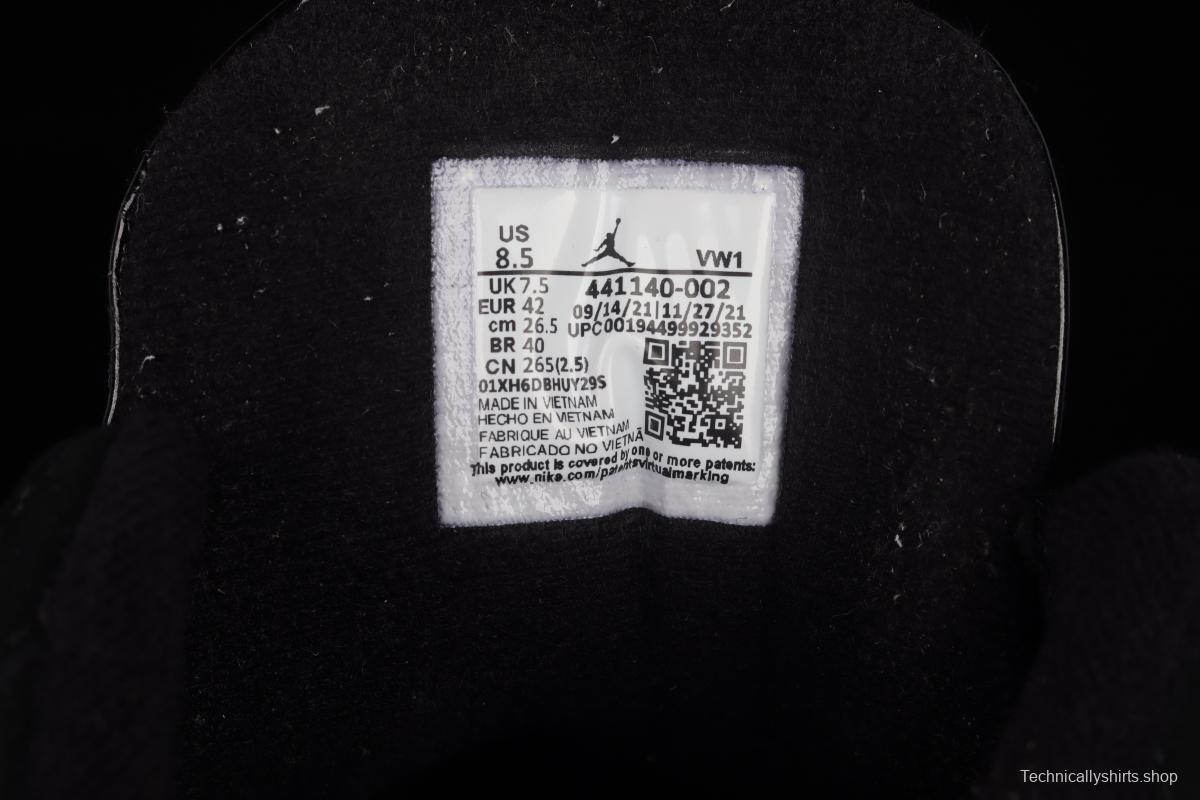 US
8.5
VW1
UK 7.5
441140-002
EUR 42
09/14/21|11/27/21
cm 26.5
UPC00194499929352
BR 40
CN 265(2.5)
01XH6DBHUY29S
MADE IN VIETNAM
HECHO EN VIETNAM
FABRIQUE AU VIETNAM
FABRICADO NO VIETNÃ
This product is covered by one or more patents:
www.nike.com/patentsvirtualmarking
Technicallyshirts.shop